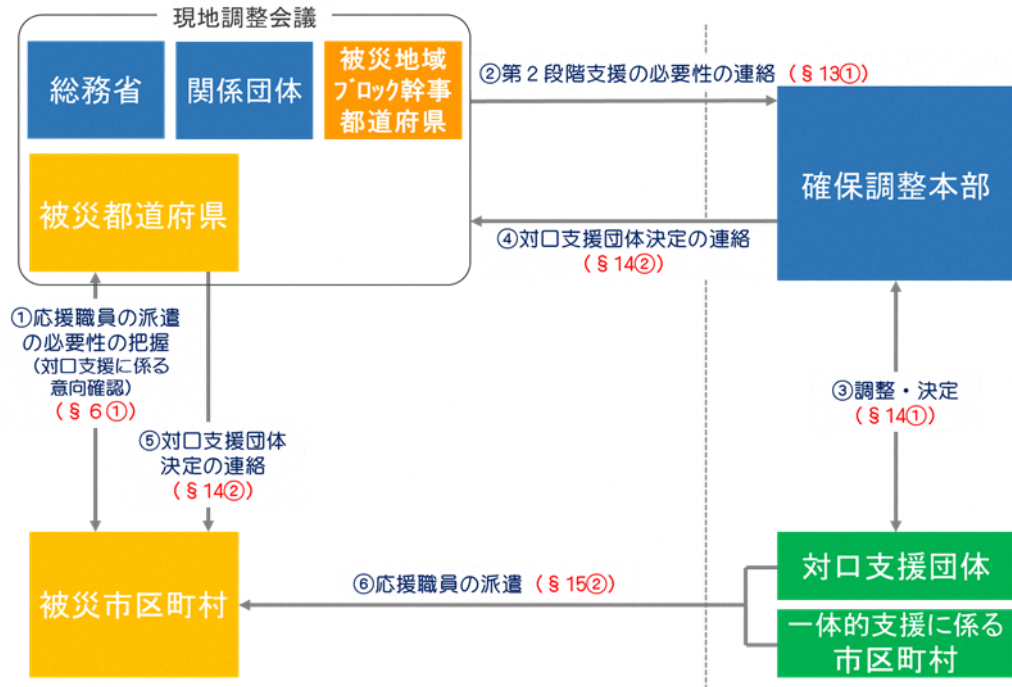 現地調整会議
総務省
関係団体
被災地域
ブロック幹事
都道府県
②第2段階支援の必要性の連絡(§13①)
確保調整本部
被災都道府県
④対口支援団体決定の連絡
(§14②)
①応援職員の派遣
の必要性の把握
(対口支援に係る
意向確認)
(§6①)
③調整・決定
(§14①)
⑤対口支援団体
決定の連絡
(§14②)
被災市区町村
⑥応援職員の派遣(§15②)
対口支援団体
一体的支援に係る
市区町村